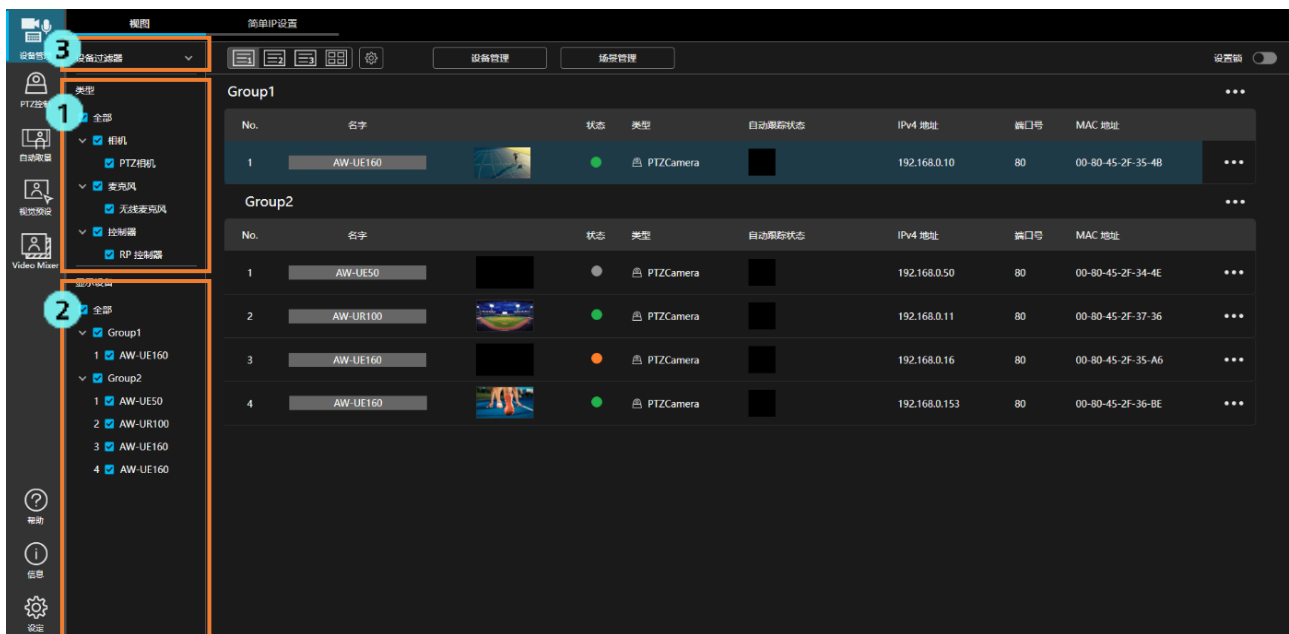 视图 简单IP设置
设备管理
3
设备过滤器
1 2 3 设备管理 场景管理 设置锁
PTZ控制
自动取景
视觉预设
Video Mixer
帮助
信息
设定
1
类型
全部
相机
PTZ相机
麦克风
无线麦克风
控制器
RP 控制器
2
显示设备
全部
Group1
1 AW-UE160
Group2
1 AW-UE50
2 AW-UR100
3 AW-UE160
4 AW-UE160
Group1
No. 名字 状态 类型 自动跟踪状态 IPv4 地址 端口号 MAC 地址
1 AW-UE160 PTZCamera 192.168.0.10 80 00-80-45-2F-35-4B
Group2
No. 名字 状态 类型 自动跟踪状态 IPv4 地址 端口号 MAC 地址
1 AW-UE50 PTZCamera 192.168.0.50 80 00-80-45-2F-34-4E
2 AW-UR100 PTZCamera 192.168.0.11 80 00-80-45-2F-37-36
3 AW-UE160 PTZCamera 192.168.0.16 80 00-80-45-2F-35-A6
4 AW-UE160 PTZCamera 192.168.0.153 80 00-80-45-2F-36-BE